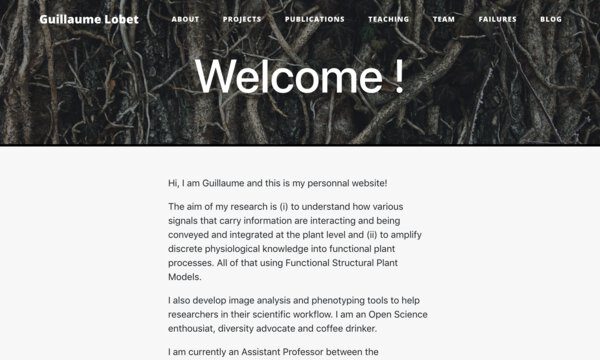 Guillaume Lobet ABOUT PROJECTS PUBLICATIONS TEACHING TEAM FAILURES BLOG
Welcome !
Hi, I am Guillaume and this is my personnal website!
The aim of my research is (i) to understand how various
signals that carry information are interacting and being
conveyed and integrated at the plant level and (ii) to amplify
discrete physiological knowledge into functional plant
processes. All of that using Functional Structural Plant
Models.
I also develop image analysis and phenotyping tools to help
researchers in their scientific workflow. I am an Open Science
enthousiat, diversity advocate and coffee drinker.
I am currently an Assistant Professor between the